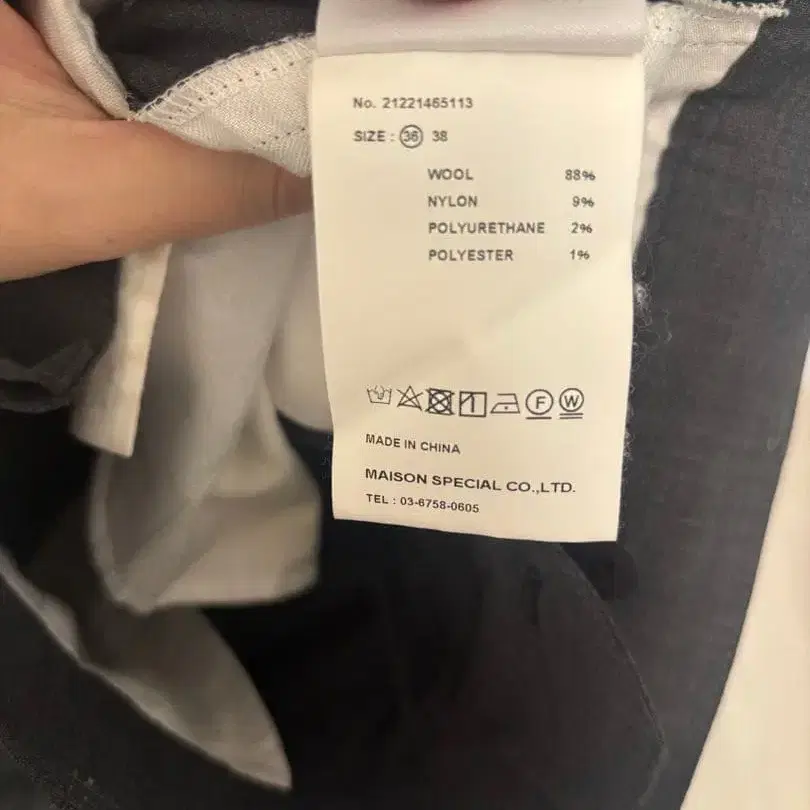 No. 21221465113
SIZE : 36 38
WOOL 88%
NYLON 9%
POLYURETHANE 2%
POLYESTER 1%
F W
MADE IN CHINA
MAISON SPECIAL CO.,LTD.
TEL : 03-6758-0605